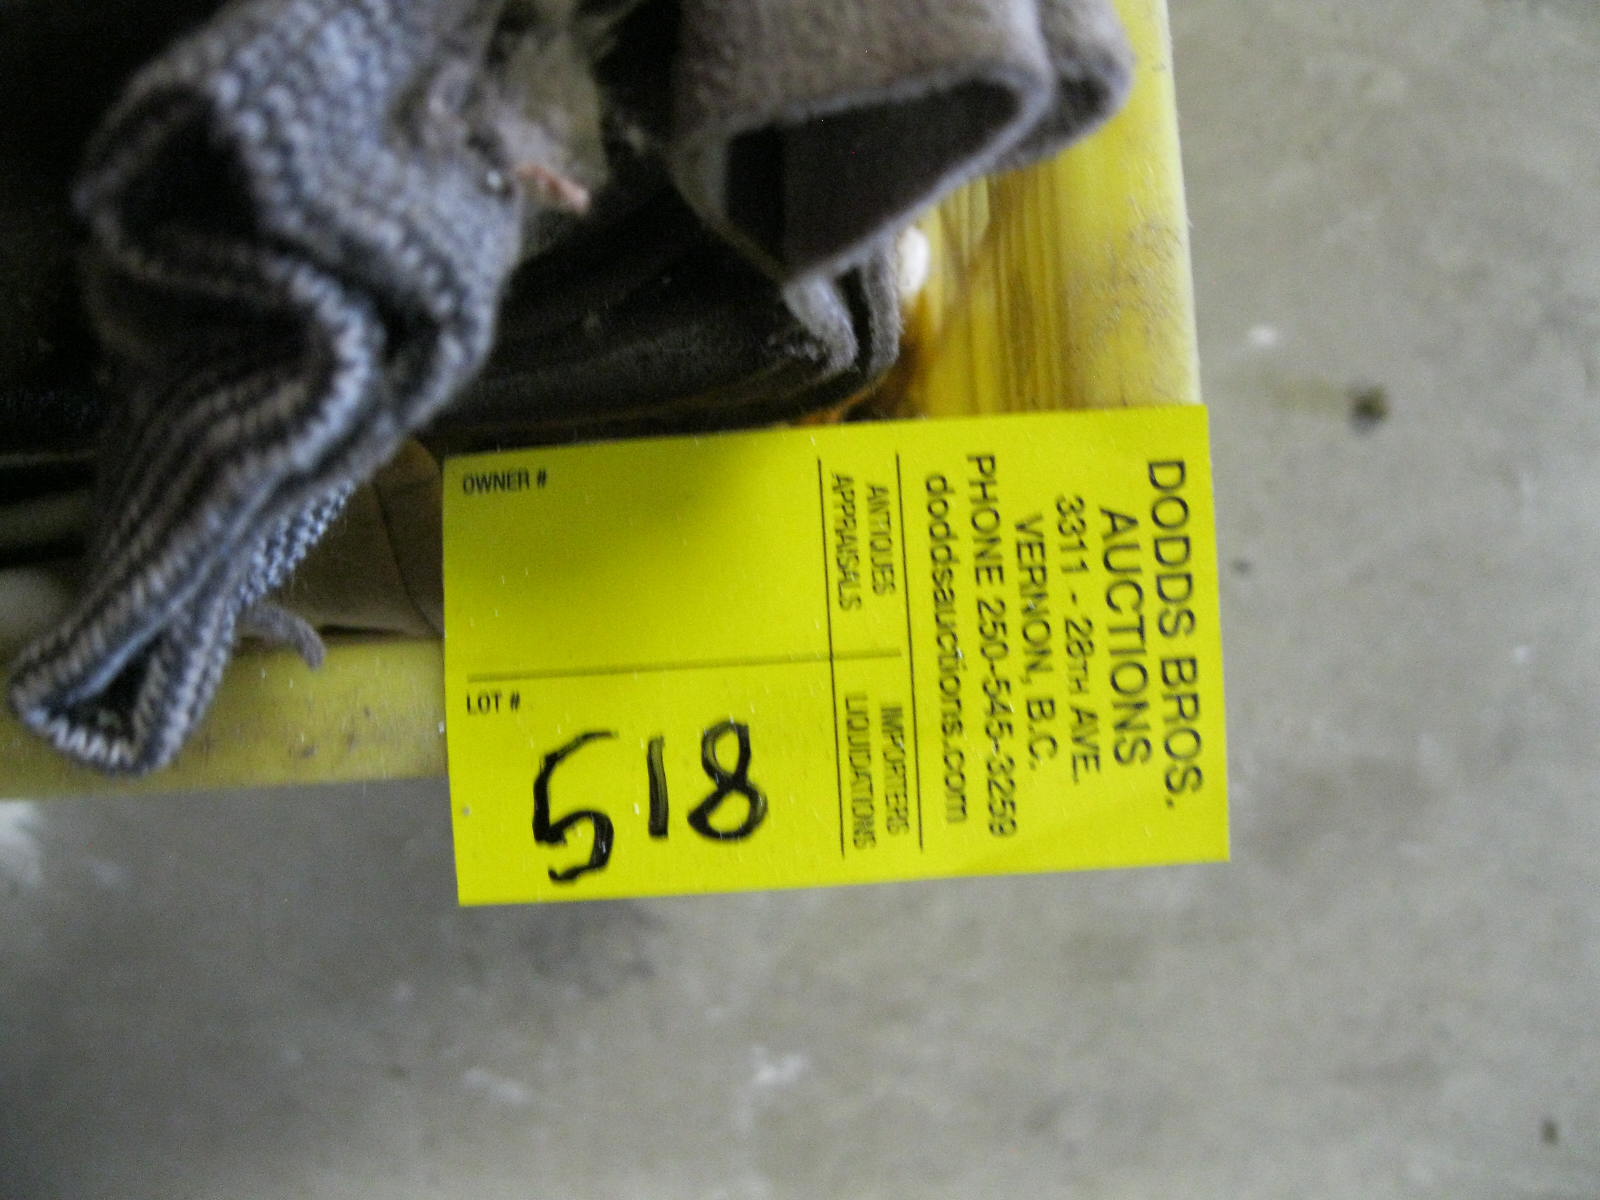 DODDS BROS.
AUCTIONS
3311 - 28TH AVE.
VERNON, B.C.
PHONE 250-545-3259
doddsauctions.com
ANTIQUES
APPRAISALS
IMPORTERS
LIQUIDATIONS
OWNER #
LOT #
518